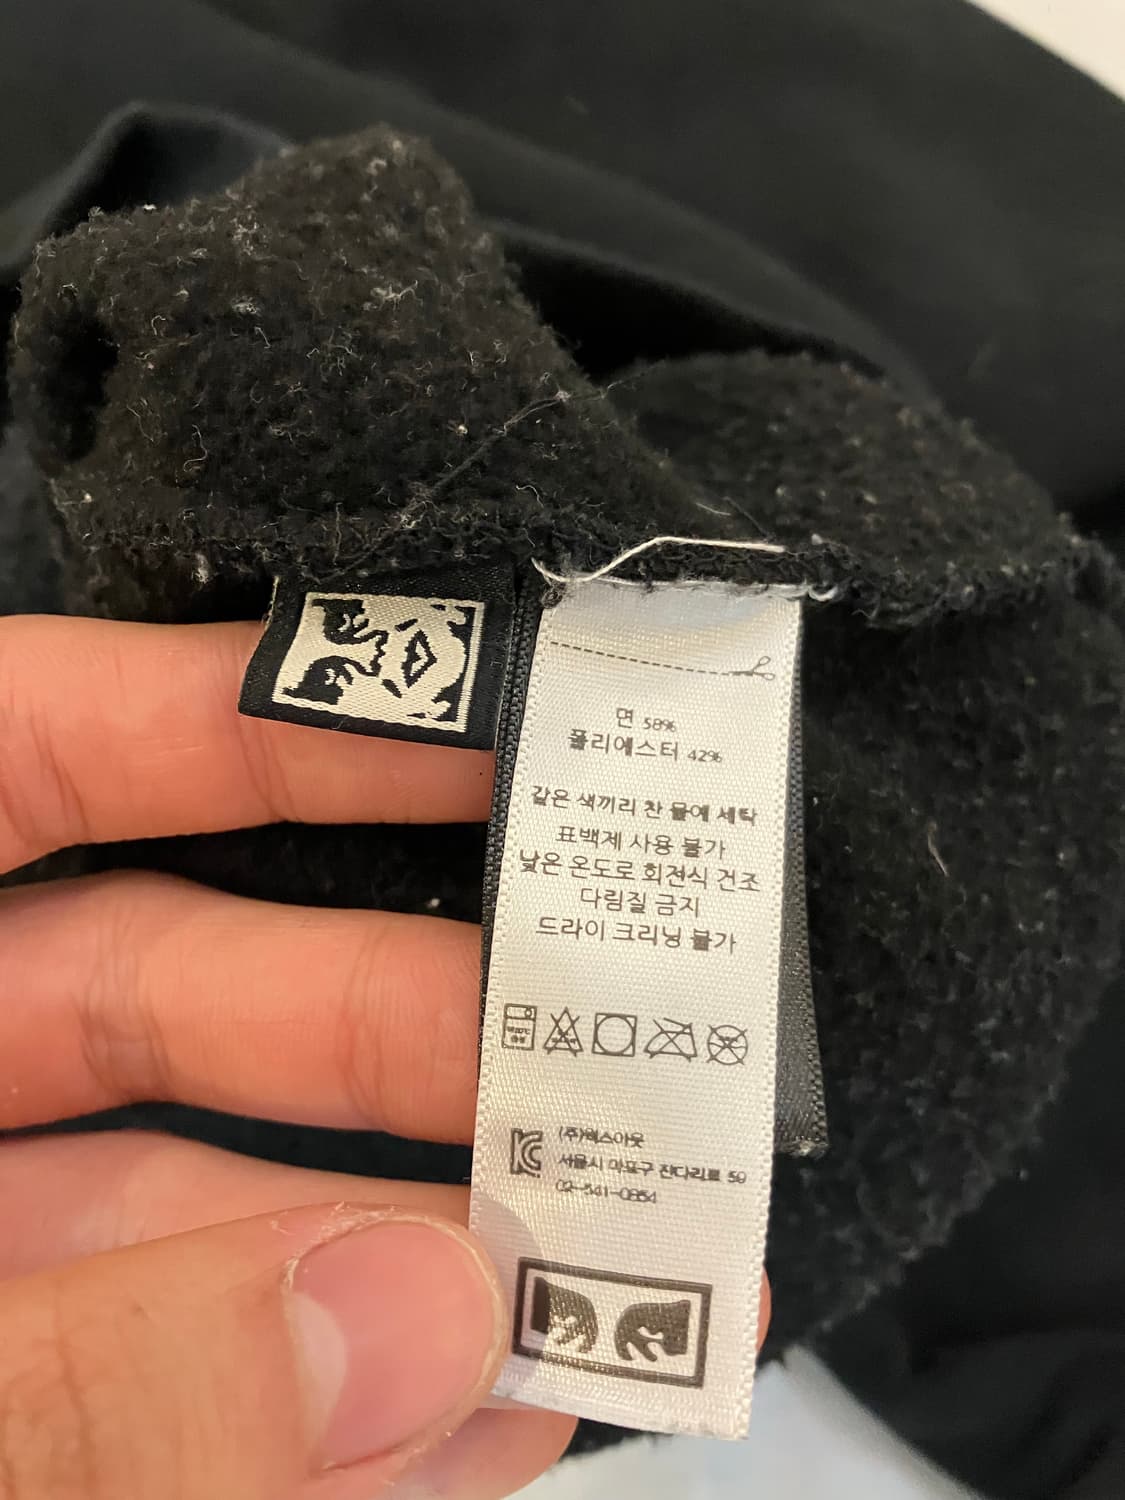 면 58%
폴리에스터 42%
같은 색끼리 찬 물에 세탁
표백제 사용 불가
낮은 온도로 회전식 건조
다림질 금지
드라이 크리닝 불가
(주)웍스아웃
서울시 마포구 잔다리로 59
02-541-0854